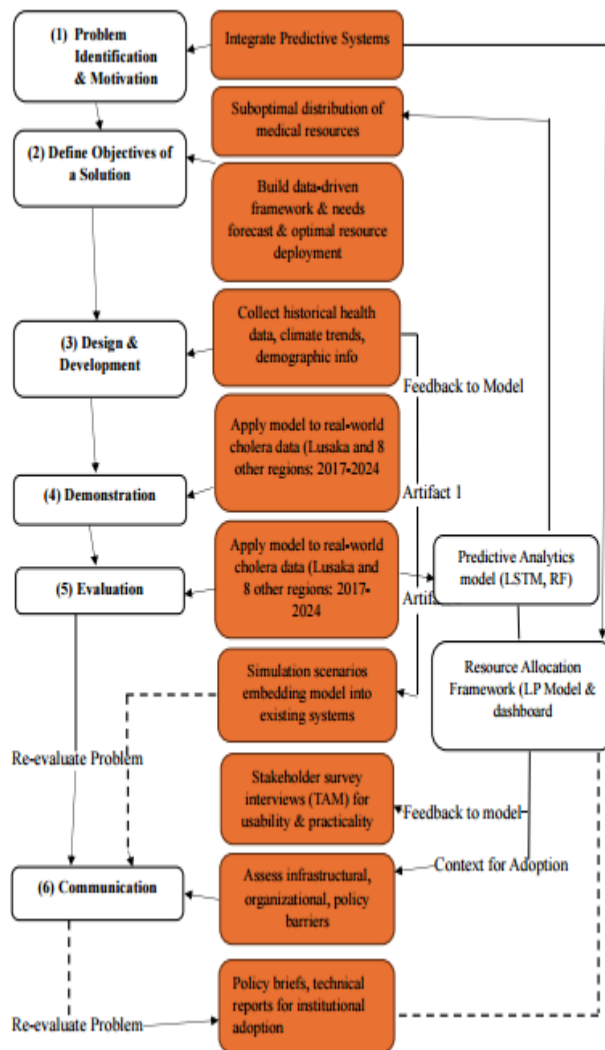 (1) Problem
Identification
& Motivation
Integrate Predictive Systems
Suboptimal distribution of
medical resources
(2) Define Objectives of
a Solution
Build data-driven
framework & needs
forecast & optimal resource
deployment
Collect historical health
data, climate trends,
demographic info
(3) Design &
Development
Feedback to Model
Apply model to real-world
cholera data (Lusaka and 8
other regions: 2017-2024
(4) Demonstration
Artifact 1
Apply model to real-world
cholera data (Lusaka and
8 other regions: 2017-
2024
(5) Evaluation
Artifact
Predictive Analytics
model (LSTM, RF)
Simulation scenarios
embedding model into
existing systems
Resource Allocation
Framework (LP Model &
dashboard
Re-evaluate Problem
Stakeholder survey
interviews (TAM) for
usability & practicality
Feedback to model
(6) Communication
Assess infrastructural,
organizational, policy
barriers
Context for Adoption
Policy briefs, technical
reports for institutional
adoption
Re-evaluate Problem